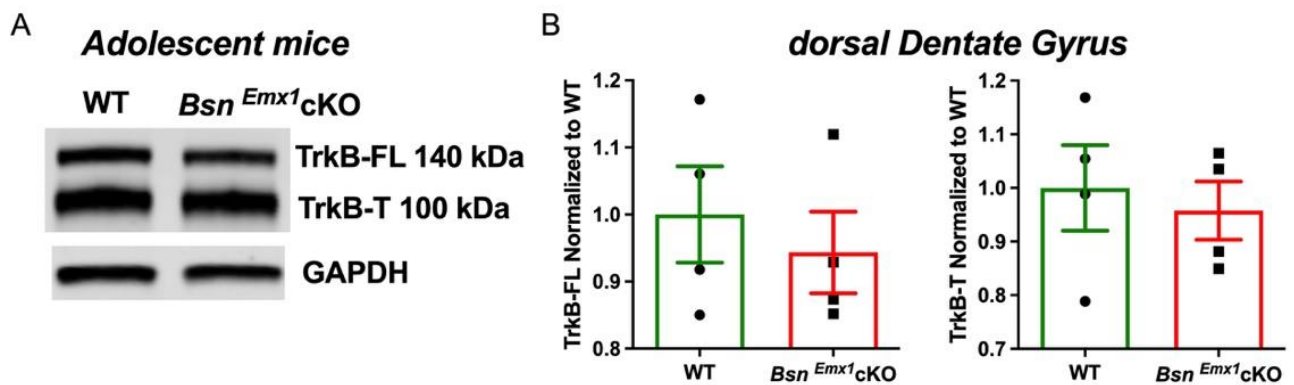 A
Adolescent mice
WT Bsn Emx1cKO
TrkB-FL 140 kDa
TrkB-T 100 kDa
GAPDH
B
dorsal Dentate Gyrus
TrkB-FL Normalized to WT
1.2
1.1
1.0
0.9
0.8
WT Bsn Emx1cKO
TrkB-T Normalized to WT
1.2
1.1
1.0
0.9
0.8
0.7
WT Bsn Emx1cKO